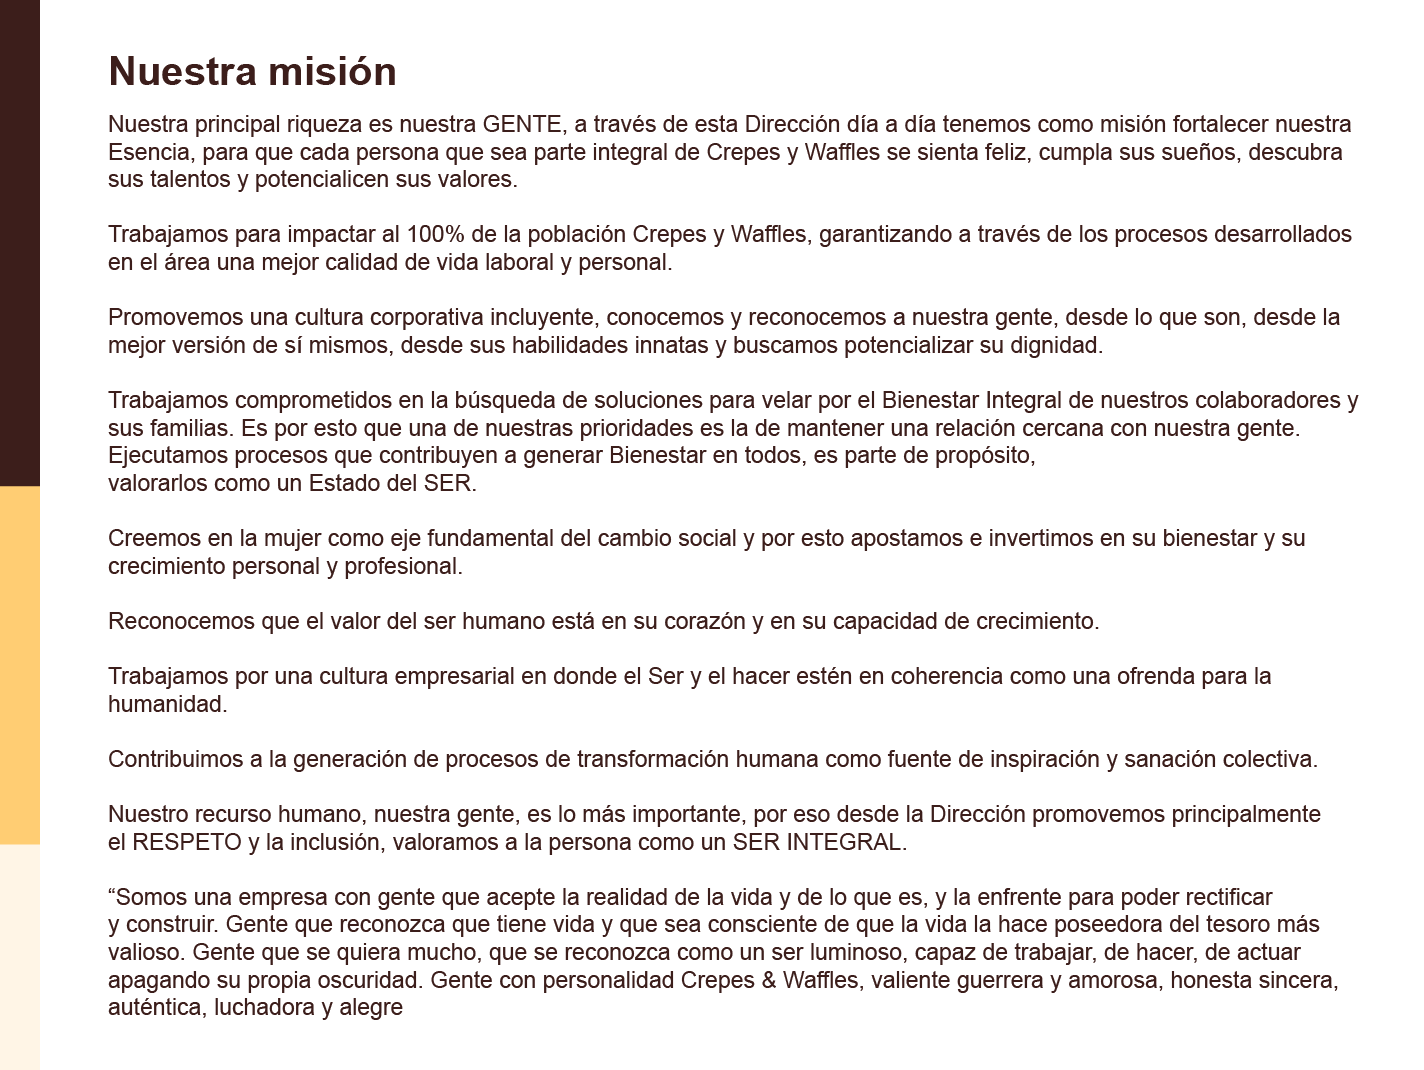 Nuestra misión
Nuestra principal riqueza es nuestra GENTE, a través de esta Dirección día a día tenemos como misión fortalecer nuestra
Esencia, para que cada persona que sea parte integral de Crepes y Waffles se sienta feliz, cumpla sus sueños, descubra
sus talentos y potencialicen sus valores.
Trabajamos para impactar al 100% de la población Crepes y Waffles, garantizando a través de los procesos desarrollados
en el área una mejor calidad de vida laboral y personal.
Promovemos una cultura corporativa incluyente, conocemos y reconocemos a nuestra gente, desde lo que son, desde la
mejor versión de sí mismos, desde sus habilidades innatas y buscamos potencializar su dignidad.
Trabajamos comprometidos en la búsqueda de soluciones para velar por el Bienestar Integral de nuestros colaboradores y
sus familias. Es por esto que una de nuestras prioridades es la de mantener una relación cercana con nuestra gente.
Ejecutamos procesos que contribuyen a generar Bienestar en todos, es parte de propósito,
valorarlos como un Estado del SER.
Creemos en la mujer como eje fundamental del cambio social y por esto apostamos e invertimos en su bienestar y su
crecimiento personal y profesional.
Reconocemos que el valor del ser humano está en su corazón y en su capacidad de crecimiento.
Trabajamos por una cultura empresarial en donde el Ser y el hacer estén en coherencia como una ofrenda para la
humanidad.
Contribuimos a la generación de procesos de transformación humana como fuente de inspiración y sanación colectiva.
Nuestro recurso humano, nuestra gente, es lo más importante, por eso desde la Dirección promovemos principalmente
el RESPETO y la inclusión, valoramos a la persona como un SER INTEGRAL.
“Somos una empresa con gente que acepte la realidad de la vida y de lo que es, y la enfrente para poder rectificar
y construir. Gente que reconozca que tiene vida y que sea consciente de que la vida la hace poseedora del tesoro más
valioso. Gente que se quiera mucho, que se reconozca como un ser luminoso, capaz de trabajar, de hacer, de actuar
apagando su propia oscuridad. Gente con personalidad Crepes & Waffles, valiente guerrera y amorosa, honesta sincera,
auténtica, luchadora y alegre